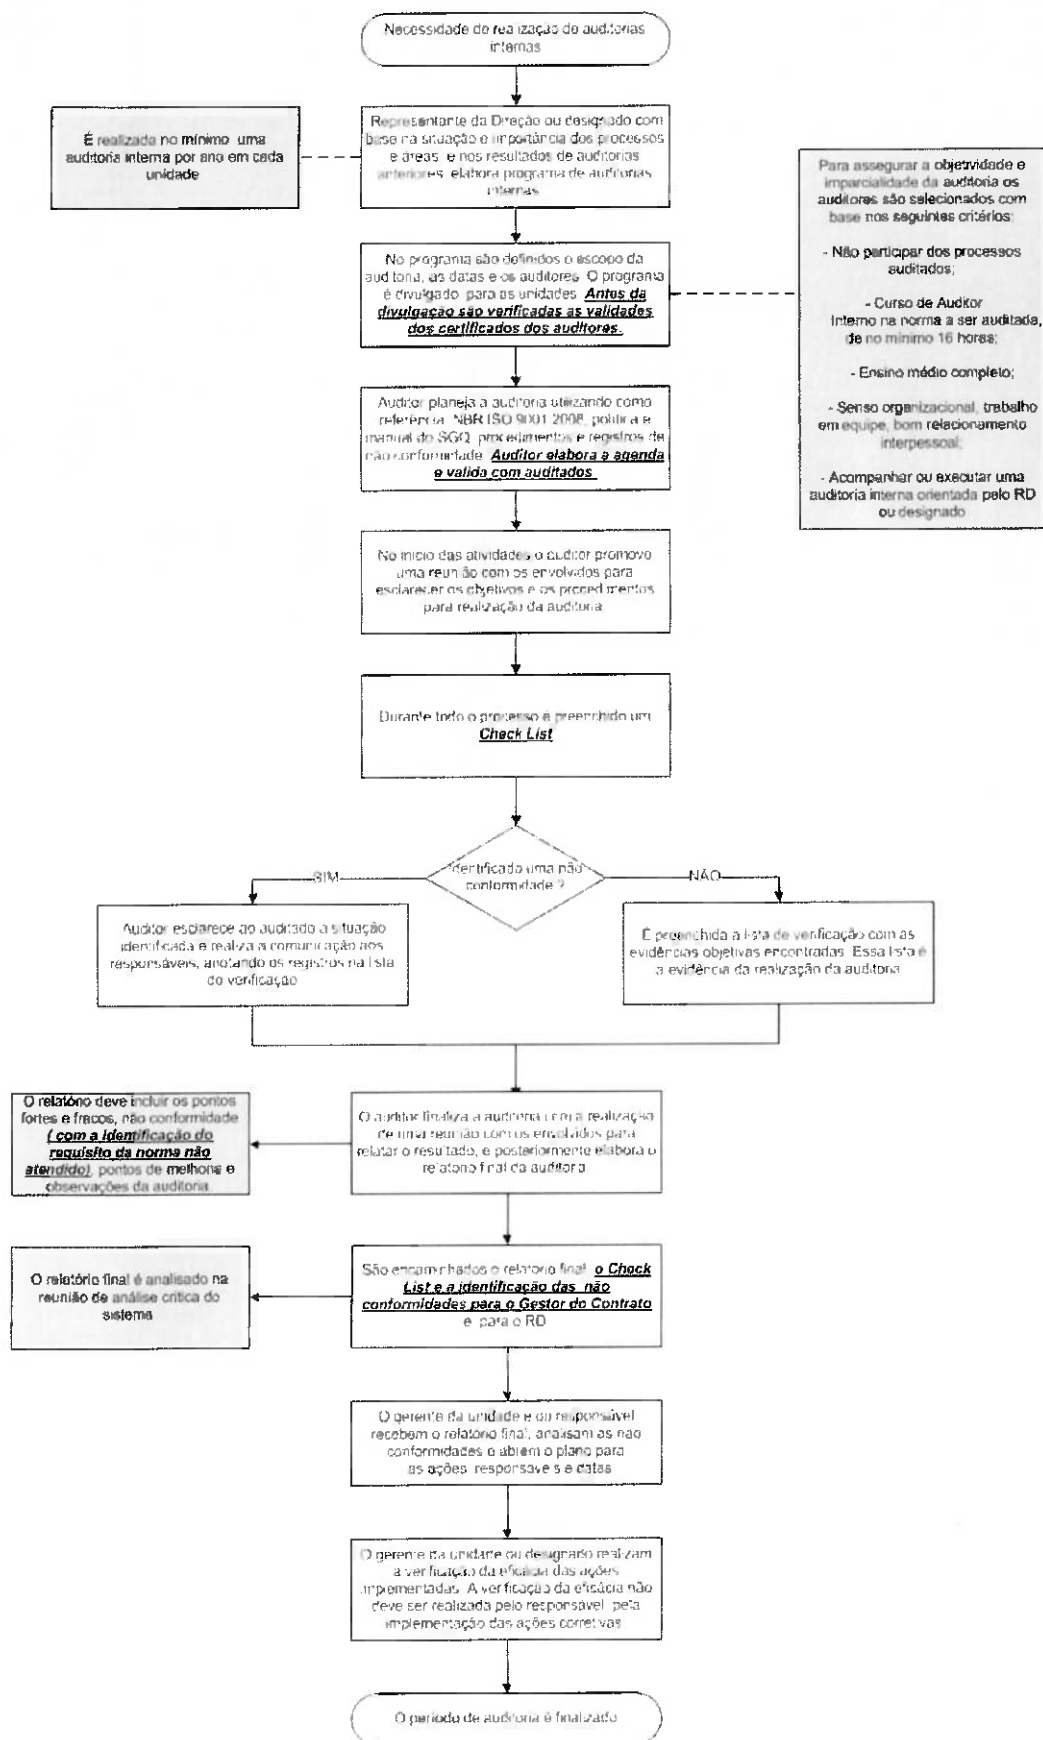 Necessidade de realização de auditorias
internas
É realizada no mínimo uma
auditoria interna por ano em cada
unidade
Representante da Direção ou designado com
base na situação e importância dos processos
e áreas e nos resultados de auditorias
anteriores elabora programa de auditorias
internas
Para assegurar a objetividade e
imparcialidade da auditoria os
auditores são selecionados com
base nos seguintes critérios:
- Não participar dos processos
auditados;
- Curso de Auditor
Interno na norma a ser auditada,
de no mínimo 16 horas;
- Ensino médio completo;
- Senso organizacional, trabalho
em equipe, bom relacionamento
interpessoal;
- Acompanhar ou executar uma
auditoria interna orientada pelo RD
ou designado
No programa são definidos o escopo da
auditoria, as datas e os auditores. O programa
é divulgado para as unidades. Antes da
divulgação são verificadas as validades
dos certificados dos auditores.
Auditor planeja a auditoria utilizando como
referência NBR ISO 9001:2008, política e
manual do SGQ, procedimentos e registros de
não conformidade. Auditor elabora a agenda
e valida com auditados
No início das atividades o auditor promove
uma reunião com os envolvidos para
esclarecer os objetivos e os procedimentos
para realização da auditoria
Durante todo o processo é preenchido um
Check List
Identificado uma não
conformidade ?
SIM
NÃO
Auditor esclarece ao auditado a situação
identificada e realiza a comunicação aos
responsáveis, anotando os registros na lista
de verificação
É preenchida a lista de verificação com as
evidências objetivas encontradas. Essa lista é
a evidência da realização da auditoria
O relatório deve incluir os pontos
fortes e fracos, não conformidade
( com a identificação do
requisito da norma não
atendido), pontos de melhoria e
observações da auditoria.
O auditor finaliza a auditoria com a realização
de uma reunião com os envolvidos para
relatar o resultado, e posteriormente elabora o
relatório final da auditoria
O relatório final é analisado na
reunião de análise crítica do
sistema
São encaminhados o relatório final, o Check
List e a identificação das não
conformidades para o Gestor do Contrato
e para o RD
O gerente da unidade e ou responsável
recebem o relatório final, analisam as não
conformidades e abrem o plano para
as ações, responsáveis e datas
O gerente da unidade ou designado realizam
a verificação da eficácia das ações
implementadas. A verificação da eficácia não
deve ser realizada pelo responsável pela
implementação das ações corretivas
O período de auditoria é finalizado